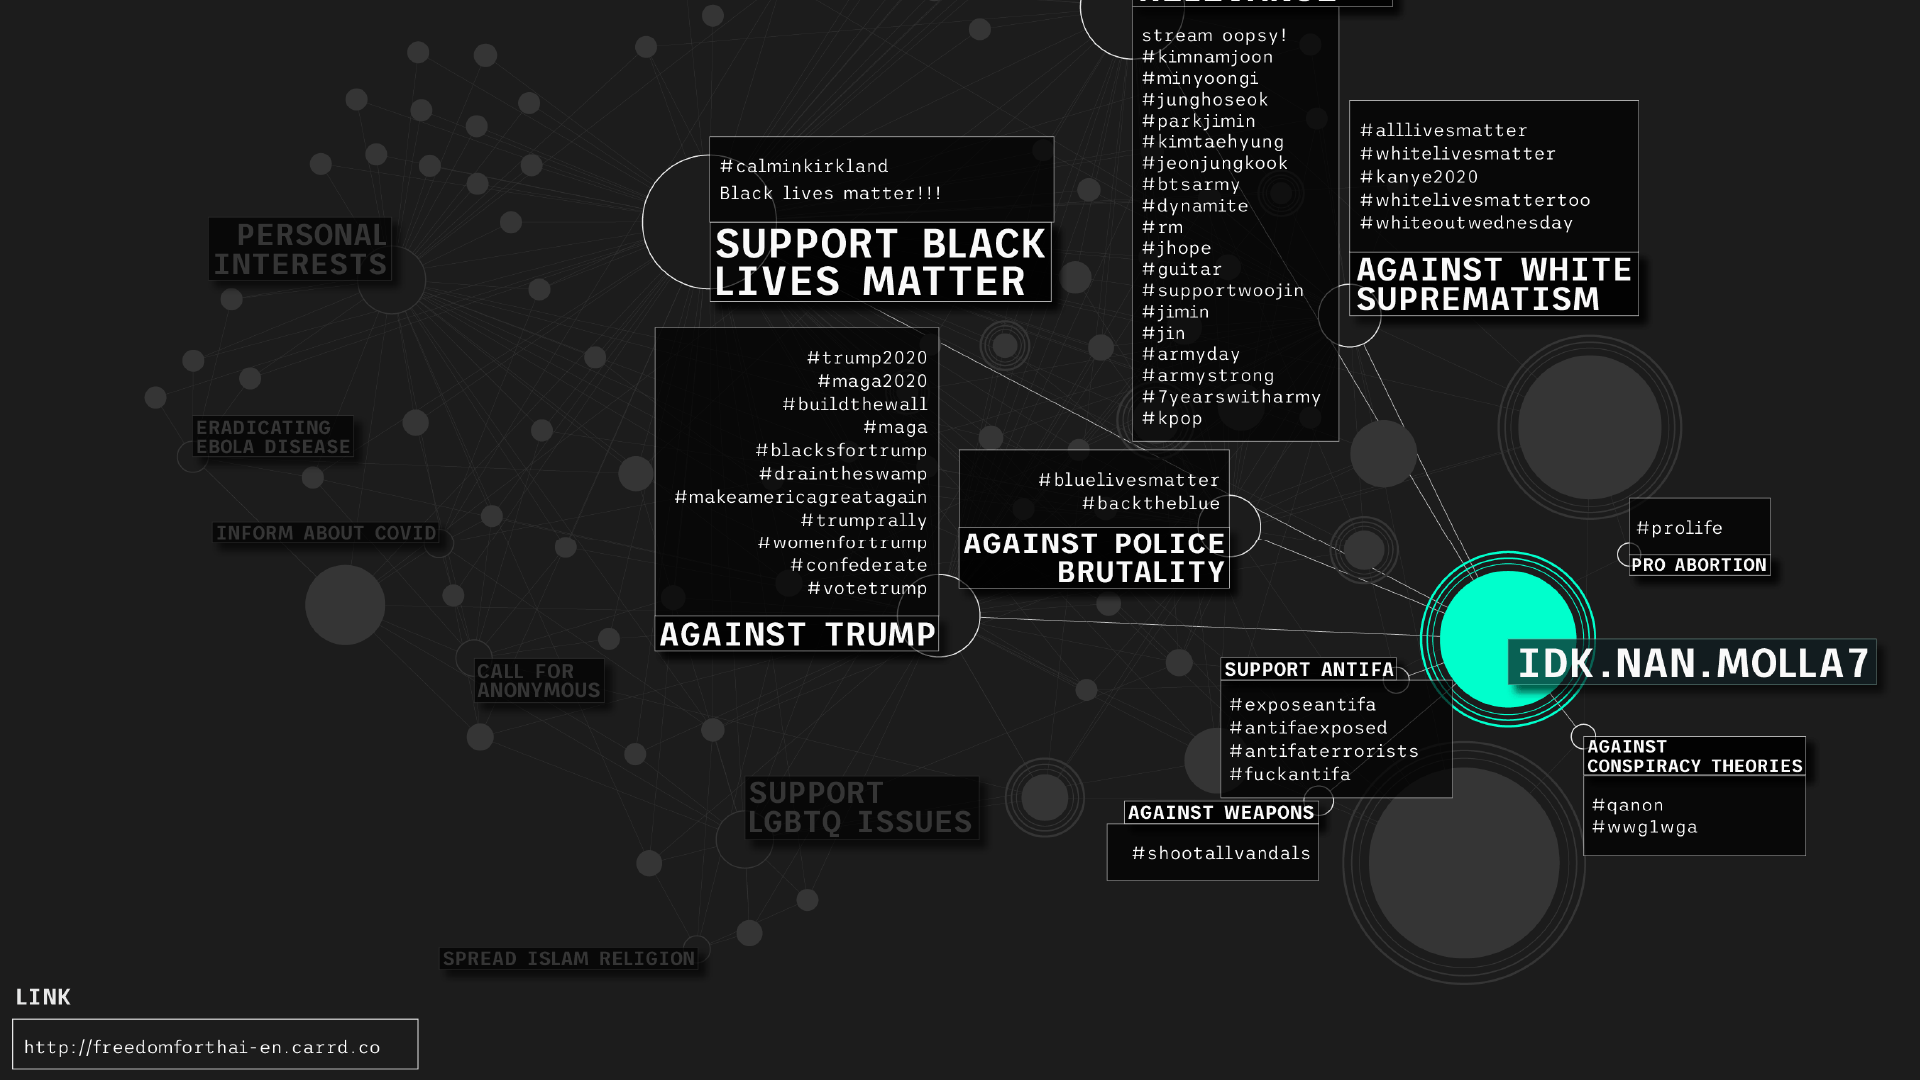 RELEVANCE
stream oopsy!
#kimnamjoon
#minyoongi
#junghoseok
#parkjimin
#kimtaehyung
#jeonjungkook
#btsarmy
#dynamite
#rm
#jhope
#guitar
#supportwoojin
#jimin
#jin
#armyday
#armystrong
#7yearswitharmy
#kpop
#alllivesmatter
#whitelivesmatter
#kanye2020
#whitelivesmattertoo
#whiteoutwednesday
AGAINST WHITE
SUPREMATISM
#calminkirkland
Black lives matter!!!
SUPPORT BLACK
LIVES MATTER
PERSONAL
INTERESTS
#trump2020
#maga2020
#buildthewall
#maga
#blacksfortrump
#draintheswamp
#makeamericagreatagain
#trumprally
#womenfortrump
#confederate
#votetrump
AGAINST TRUMP
ERADICATING
EBOLA DISEASE
#bluelivesmatter
#backtheblue
AGAINST POLICE
BRUTALITY
INFORM ABOUT COVID
#prolife
PRO ABORTION
IDK.NAN.MOLLA7
CALL FOR
ANONYMOUS
SUPPORT ANTIFA
#exposeantifa
#antifaexposed
#antifaterrorists
#fuckantifa
AGAINST
CONSPIRACY THEORIES
#qanon
#wwglwga
SUPPORT
LGBTQ ISSUES
AGAINST WEAPONS
#shootallvandals
SPREAD ISLAM RELIGION
LINK
http://freedomforthai-en.carrd.co